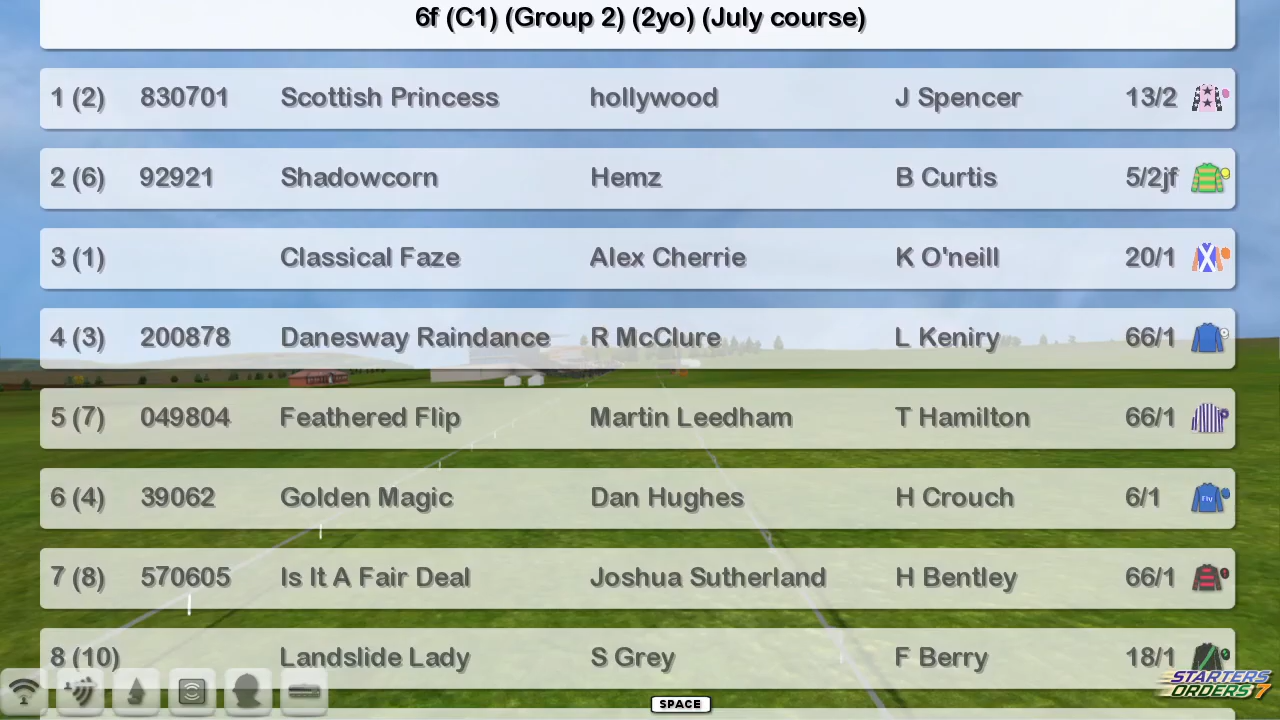 6f (C1) (Group 2) (2yo) (July course)
1 (2) 830701 Scottish Princess hollywood J Spencer 13/2
2 (6) 92921 Shadowcorn Hemz B Curtis 5/2jf
3 (1) Classical Faze Alex Cherrie K O'neill 20/1
4 (3) 200878 Danesway Raindance R McClure L Keniry 66/1
5 (7) 049804 Feathered Flip Martin Leedham T Hamilton 66/1
6 (4) 39062 Golden Magic Dan Hughes H Crouch 6/1
7 (8) 570605 Is It A Fair Deal Joshua Sutherland H Bentley 66/1
8 (10) Landslide Lady S Grey F Berry 18/1
STARTERS
ORDERS 7
SPACE